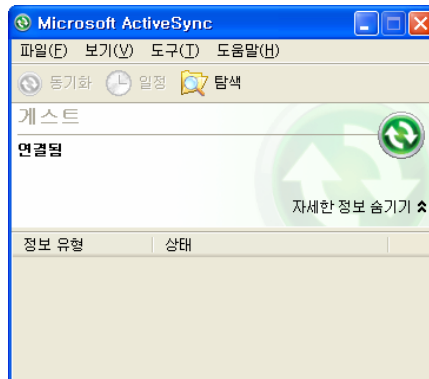 Microsoft ActiveSync
파일(F) 보기(V) 도구(T) 도움말(H)
동기화 일정 탐색
게스트
연결됨
자세한 정보 숨기기
정보 유형 상태